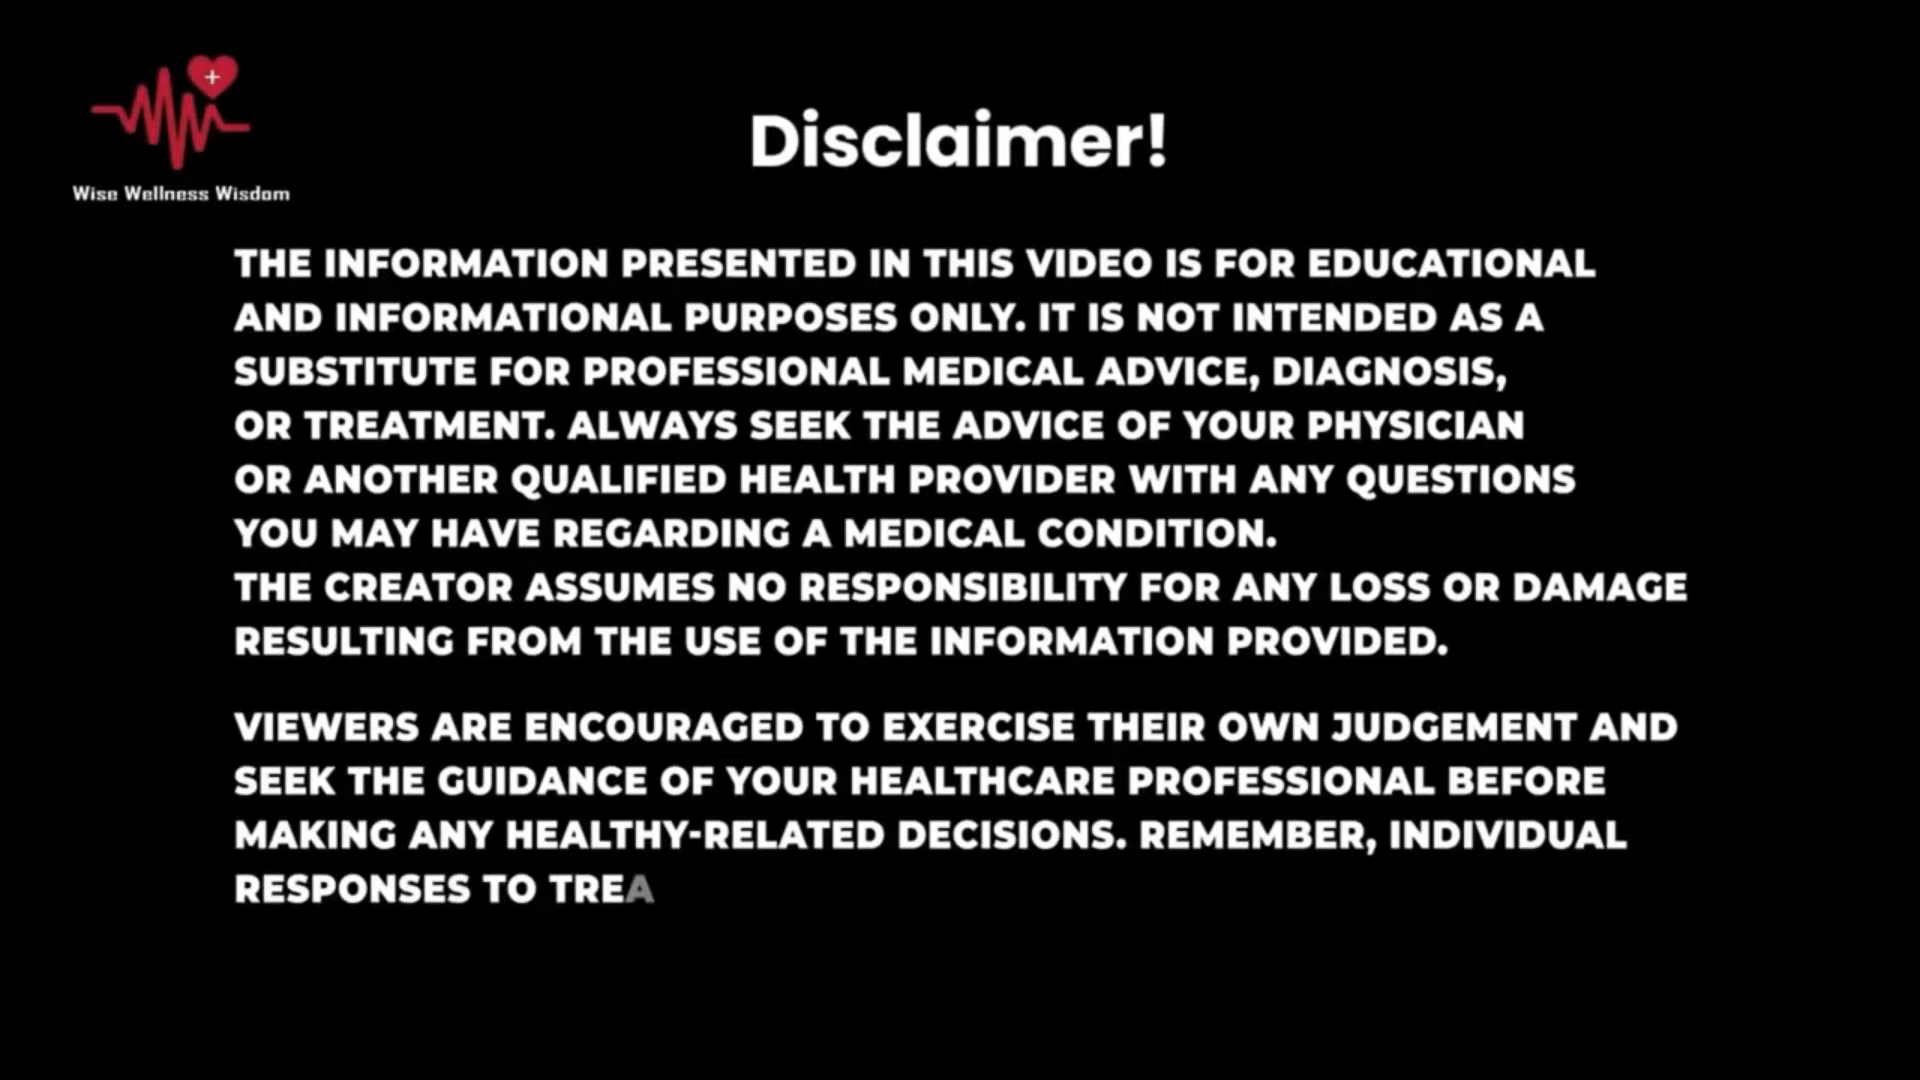 Wise Wellness Wisdom
Disclaimer!
THE INFORMATION PRESENTED IN THIS VIDEO IS FOR EDUCATIONAL
AND INFORMATIONAL PURPOSES ONLY. IT IS NOT INTENDED AS A
SUBSTITUTE FOR PROFESSIONAL MEDICAL ADVICE, DIAGNOSIS,
OR TREATMENT. ALWAYS SEEK THE ADVICE OF YOUR PHYSICIAN
OR ANOTHER QUALIFIED HEALTH PROVIDER WITH ANY QUESTIONS
YOU MAY HAVE REGARDING A MEDICAL CONDITION.
THE CREATOR ASSUMES NO RESPONSIBILITY FOR ANY LOSS OR DAMAGE
RESULTING FROM THE USE OF THE INFORMATION PROVIDED.
VIEWERS ARE ENCOURAGED TO EXERCISE THEIR OWN JUDGEMENT AND
SEEK THE GUIDANCE OF YOUR HEALTHCARE PROFESSIONAL BEFORE
MAKING ANY HEALTHY-RELATED DECISIONS. REMEMBER, INDIVIDUAL
RESPONSES TO TREA